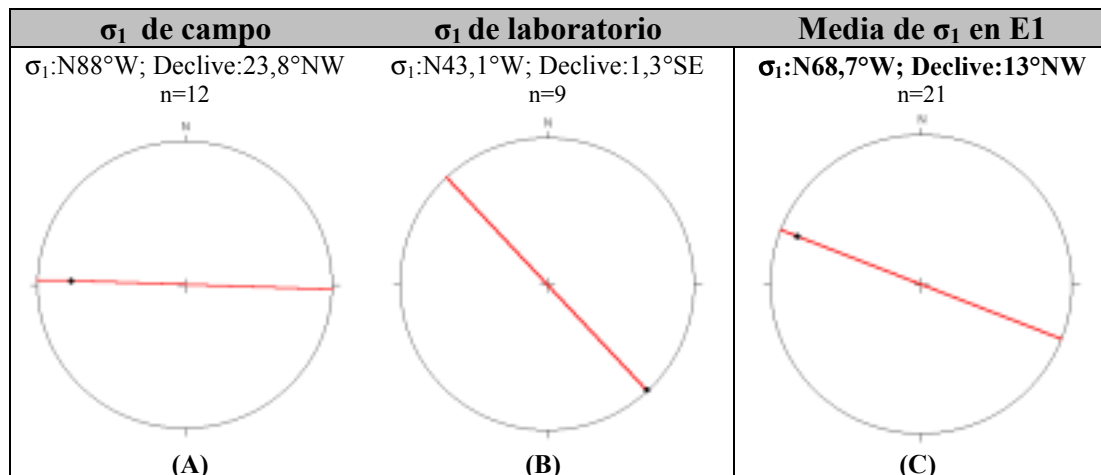 σ₁ de campo
σ₁ de laboratorio
Media de σ₁ en E1
σ₁:N88°W; Declive:23,8°NW
n=12
σ₁:N43,1°W; Declive:1,3°SE
n=9
σ₁:N68,7°W; Declive:13°NW
n=21
N
N
N
(A)
(B)
(C)